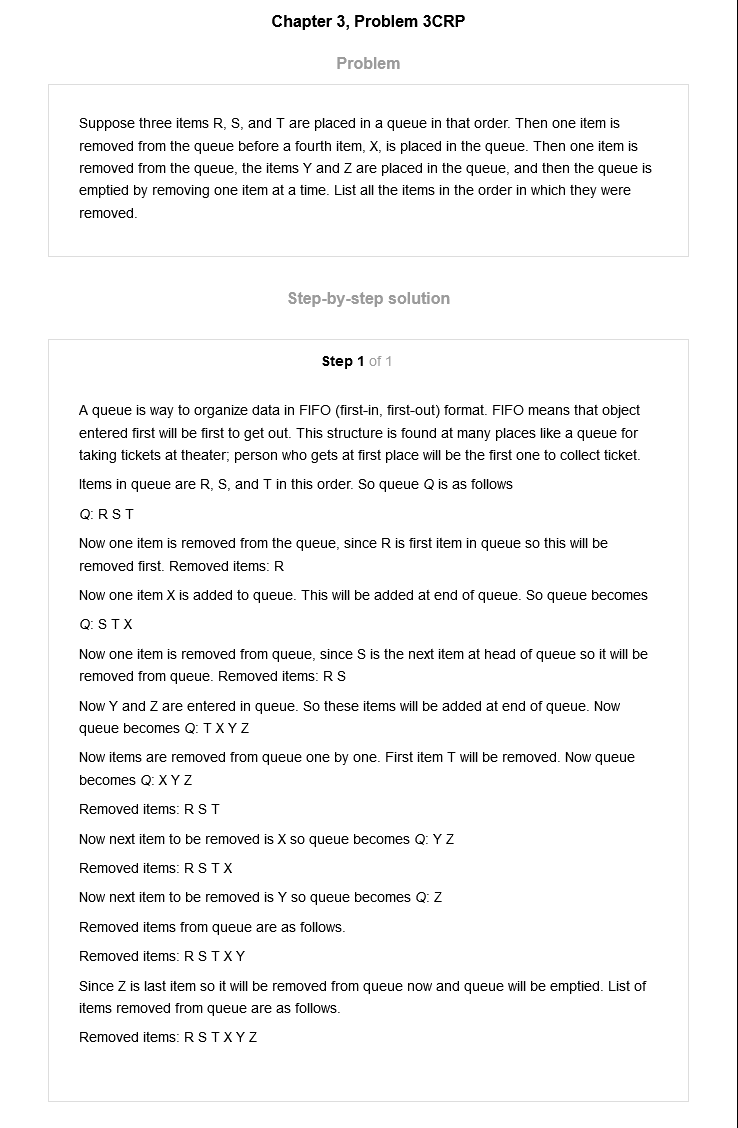 Chapter 3, Problem 3CRP
Problem
Suppose three items R, S, and T are placed in a queue in that order. Then one item is
removed from the queue before a fourth item, X, is placed in the queue. Then one item is
removed from the queue, the items Y and Z are placed in the queue, and then the queue is
emptied by removing one item at a time. List all the items in the order in which they were
removed.
Step-by-step solution
Step 1 of 1
A queue is way to organize data in FIFO (first-in, first-out) format. FIFO means that object
entered first will be first to get out. This structure is found at many places like a queue for
taking tickets at theater; person who gets at first place will be the first one to collect ticket.
Items in queue are R, S, and T in this order. So queue Q is as follows
Q: R S T
Now one item is removed from the queue, since R is first item in queue so this will be
removed first. Removed items: R
Now one item X is added to queue. This will be added at end of queue. So queue becomes
Q: S T X
Now one item is removed from queue, since S is the next item at head of queue so it will be
removed from queue. Removed items: R S
Now Y and Z are entered in queue. So these items will be added at end of queue. Now
queue becomes Q: T X Y Z
Now items are removed from queue one by one. First item T will be removed. Now queue
becomes Q: X Y Z
Removed items: R S T
Now next item to be removed is X so queue becomes Q: Y Z
Removed items: R S T X
Now next item to be removed is Y so queue becomes Q: Z
Removed items from queue are as follows.
Removed items: R S T X Y
Since Z is last item so it will be removed from queue now and queue will be emptied. List of
items removed from queue are as follows.
Removed items: R S T X Y Z